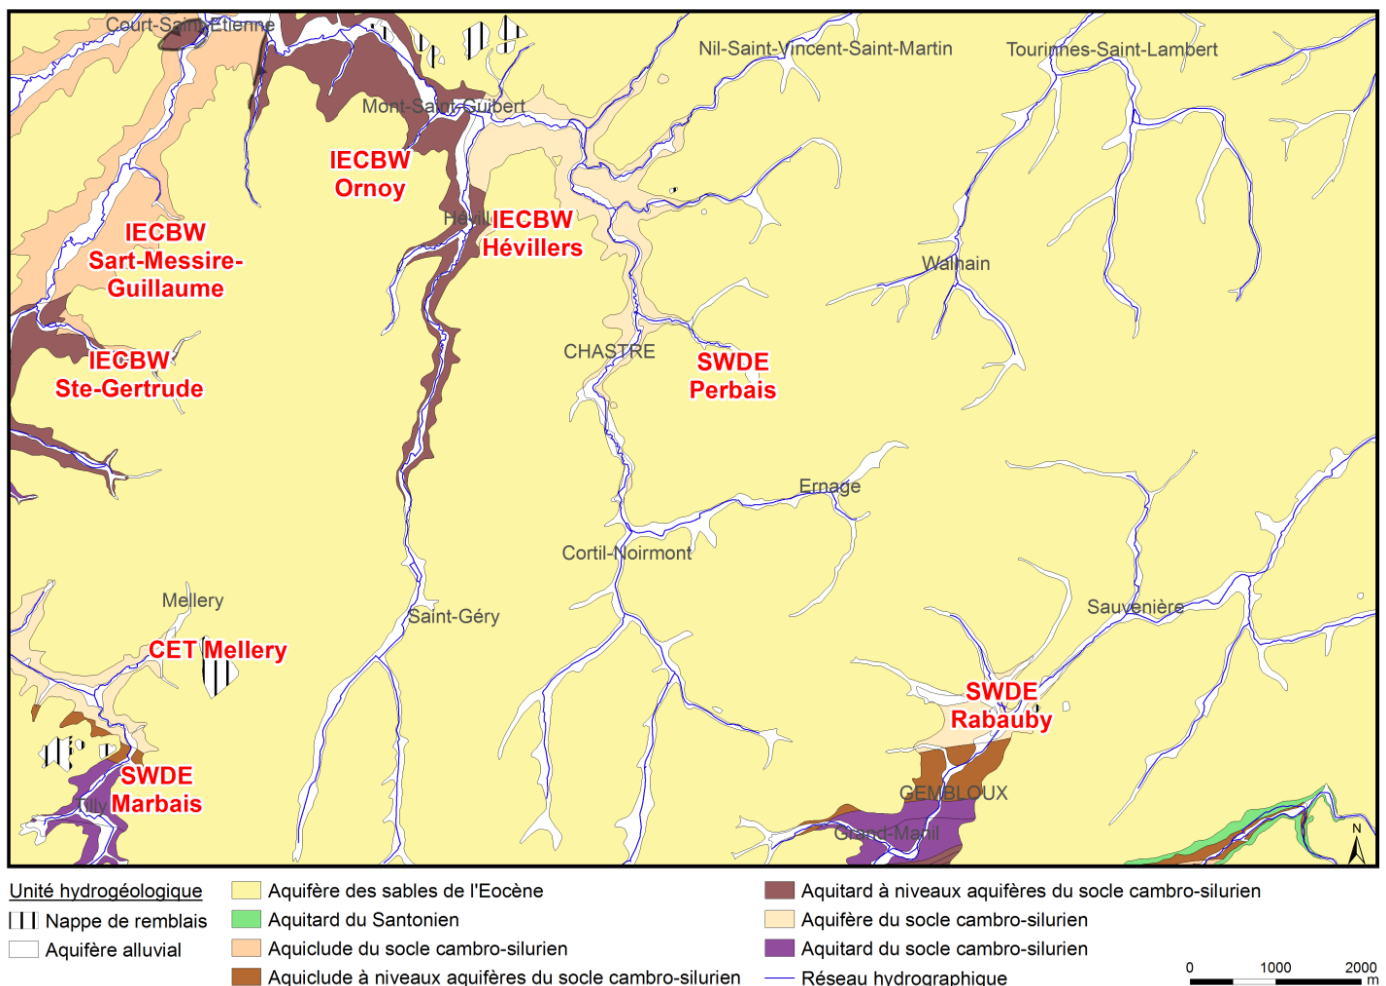 Court-Saint-Etienne
Nil-Saint-Vincent-Saint-Martin
Tourinnes-Saint-Lambert
Mont-Saint-Guibert
IECBW
Ornoy
IECBW
Hévillers
IECBW
Sart-Messire-
Guillaume
Walhain
IECBW
Ste-Gertrude
CHASTRE
SWDE
Perbais
Ernage
Cortil-Noirmont
Mellery
Saint-Géry
Sauvenière
CET Mellery
SWDE
Rabauby
SWDE
Marbais
Tilly
GEMBLOUX
Grand-Manil
N
Unité hydrogéologique
Nappe de remblais
Aquifère alluvial
Aquifère des sables de l'Eocène
Aquitard du Santonien
Aquiclude du socle cambro-silurien
Aquiclude à niveaux aquifères du socle cambro-silurien
Aquitard à niveaux aquifères du socle cambro-silurien
Aquifère du socle cambro-silurien
Aquitard du socle cambro-silurien
Réseau hydrographique
0 1000 2000
m